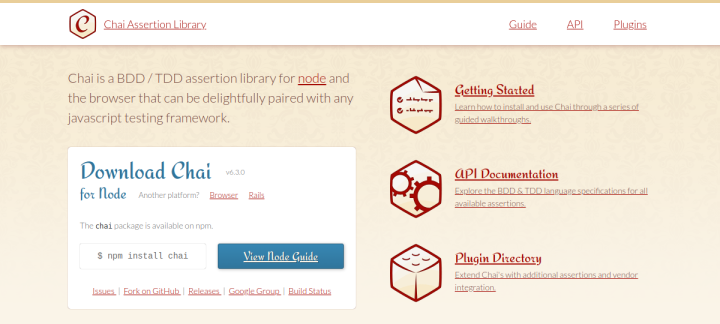 Chai Assertion Library
Guide
API
Plugins
Chai is a BDD / TDD assertion library for node and
the browser that can be delightfully paired with any
javascript testing framework.
Download Chai
v6.3.0
for Node
Another platform?
Browser
Rails
The chai package is available on npm.
$ npm install chai
View Node Guide
Issues | Fork on GitHub | Releases | Google Group | Build Status
Getting Started
Learn how to install and use Chai through a series of
guided walkthroughs.
API Documentation
Explore the BDD & TDD language specifications for all
available assertions.
Plugin Directory
Extend Chai's with additional assertions and vendor
integration.